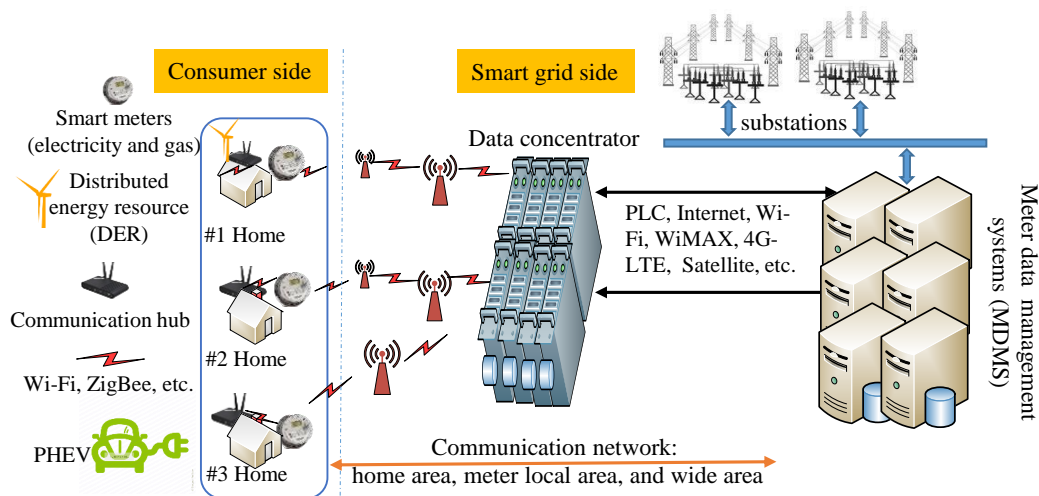 Consumer side
Smart grid side
Smart meters
(electricity and gas)
Distributed
energy resource
(DER)
Communication hub
Wi-Fi, ZigBee, etc.
PHEV
#1 Home
#2 Home
#3 Home
Data concentrator
substations
PLC, Internet, Wi-
Fi, WiMAX, 4G-
LTE, Satellite, etc.
Meter data management
systems (MDMS)
Communication network:
home area, meter local area, and wide area